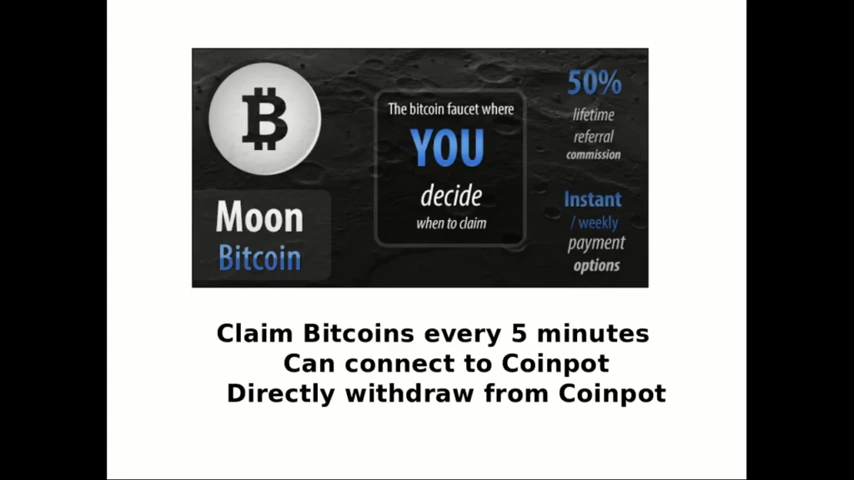 Moon
Bitcoin
The bitcoin faucet where
YOU
decide
when to claim
50%
lifetime
referral
commission
Instant
/ weekly
payment
options
Claim Bitcoins every 5 minutes
Can connect to Coinpot
Directly withdraw from Coinpot